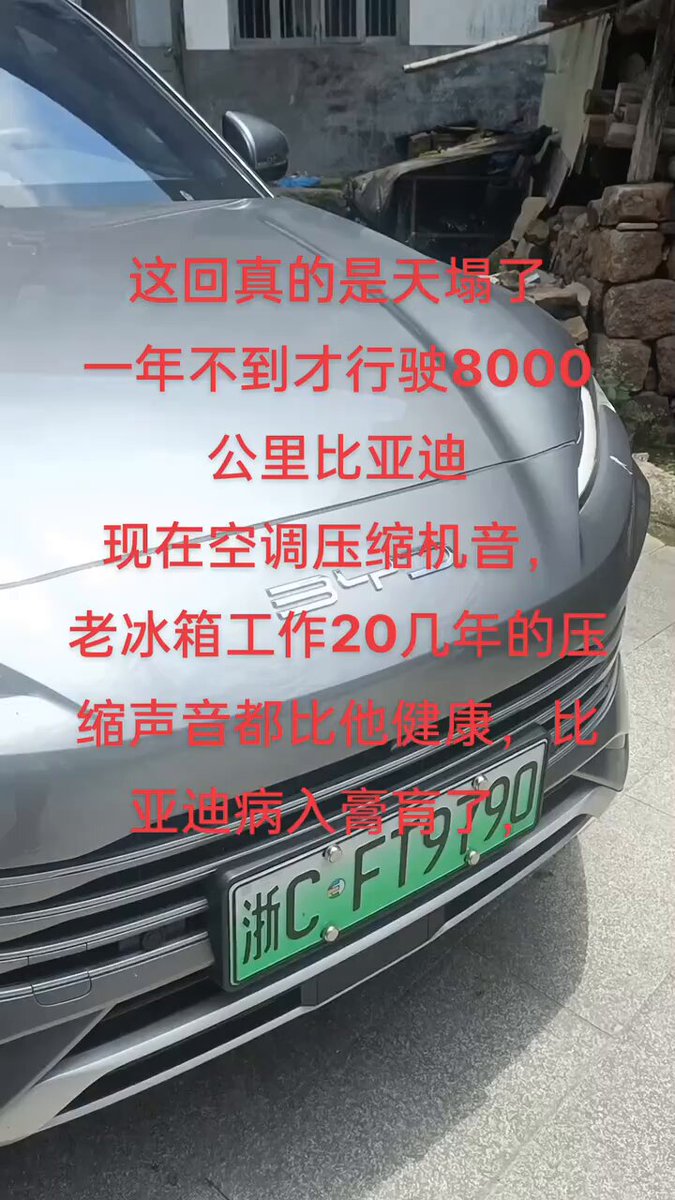 这回真的是天塌了
一年不到才行驶8000
公里比亚迪
现在空调压缩机音，
BYD
老冰箱工作20几年的压
缩声音都比他健康，比
亚迪病入膏育了，
浙C FT9790